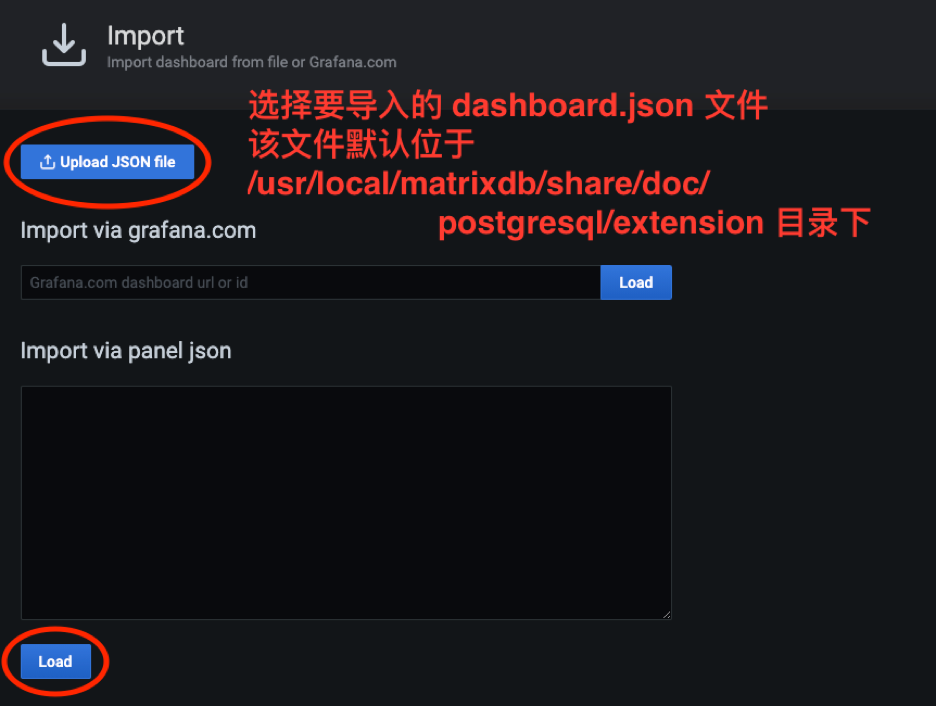 Import
Import dashboard from file or Grafana.com
选择要导入的 dashboard.json 文件
该文件默认位于
/usr/local/matrixdb/share/doc/
postgresql/extension 目录下
Upload JSON file
Import via grafana.com
Grafana.com dashboard url or id
Load
Import via panel json
Load